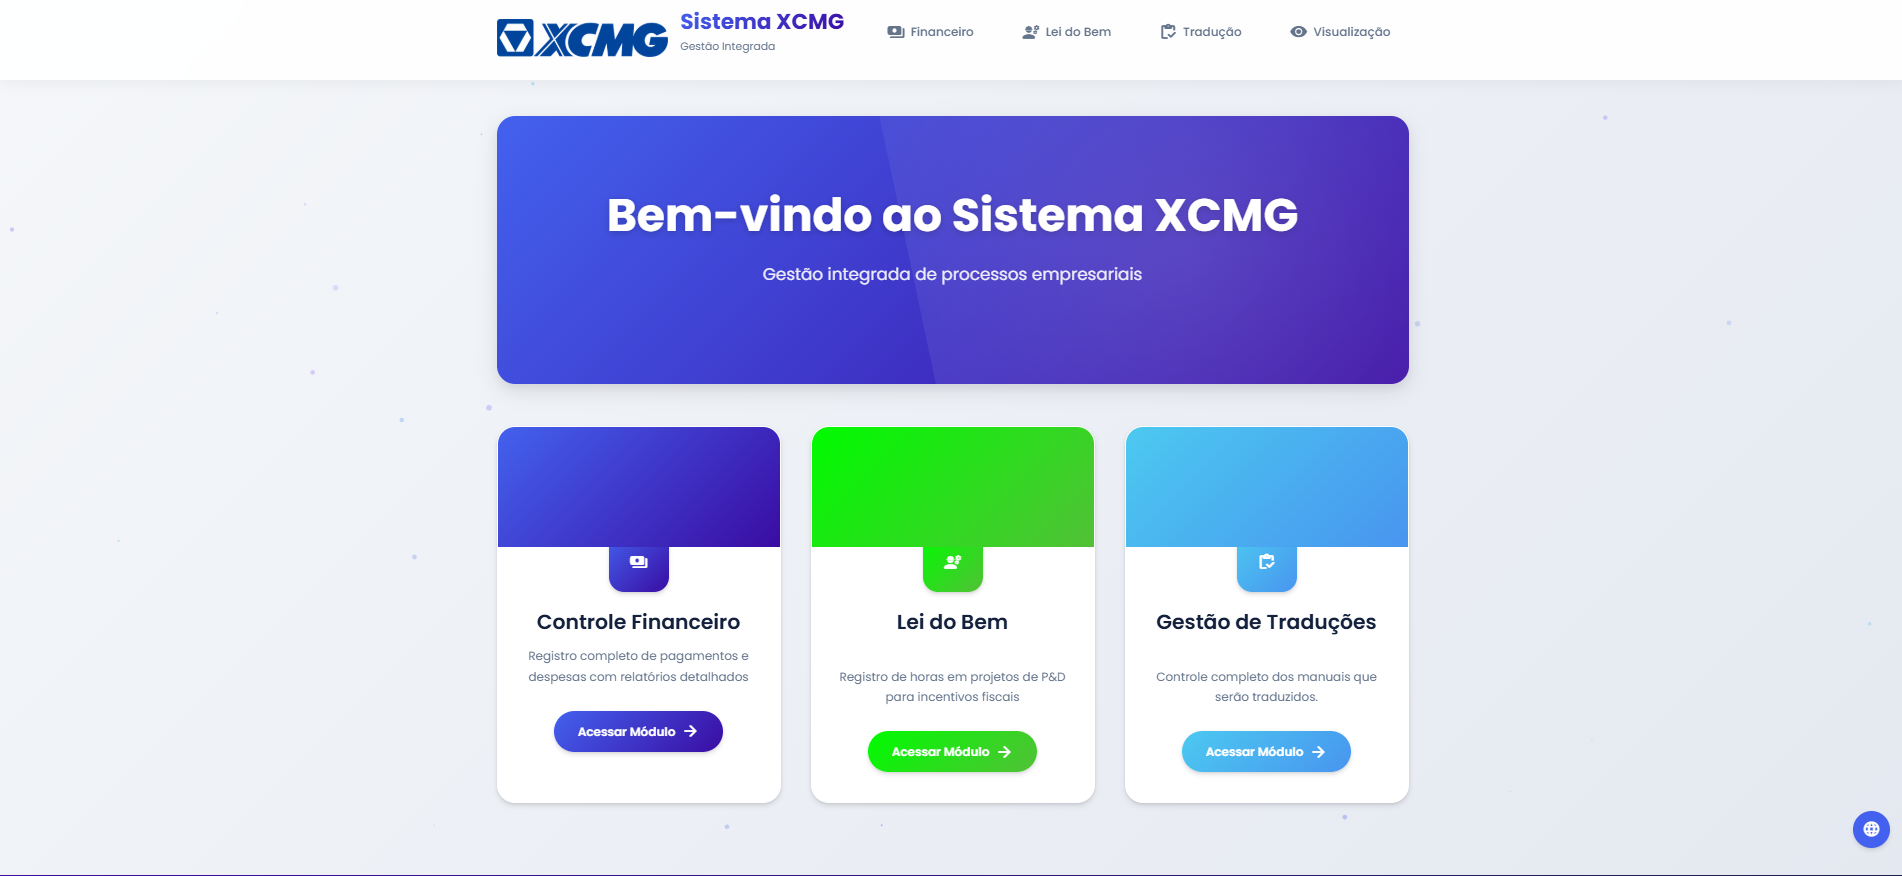 XCMG
Sistema XCMG
Gestão Integrada
Financeiro
Lei do Bem
Tradução
Visualização
Bem-vindo ao Sistema XCMG
Gestão integrada de processos empresariais
Controle Financeiro
Registro completo de pagamentos e
despesas com relatórios detalhados
Acessar Módulo
Lei do Bem
Registro de horas em projetos de P&D
para incentivos fiscais
Acessar Módulo
Gestão de Traduções
Controle completo dos manuais que
serão traduzidos.
Acessar Módulo